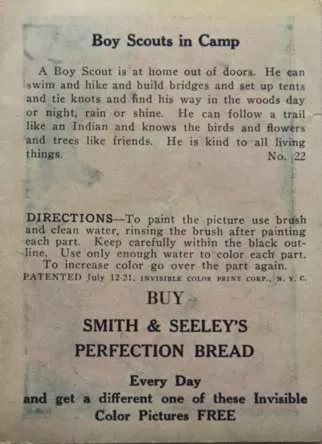 Boy Scouts in Camp
A Boy Scout is at home out of doors. He can
swim and hike and build bridges and set up tents
and tie knots and find his way in the woods day
or night, rain or shine. He can follow a trail
like an Indian and knows the birds and flowers
and trees like friends. He is kind to all living
things. No. 22
DIRECTIONS—To paint the picture use brush
and clean water, rinsing the brush after painting
each part. Keep carefully within the black out-
line. Use only enough water to color each part.
To increase color go over the part again.
PATENTED July 12-21, INVISIBLE COLOR PRINT CORP., N. Y. C.
BUY
SMITH & SEELEY'S
PERFECTION BREAD
Every Day
and get a different one of these Invisible
Color Pictures FREE